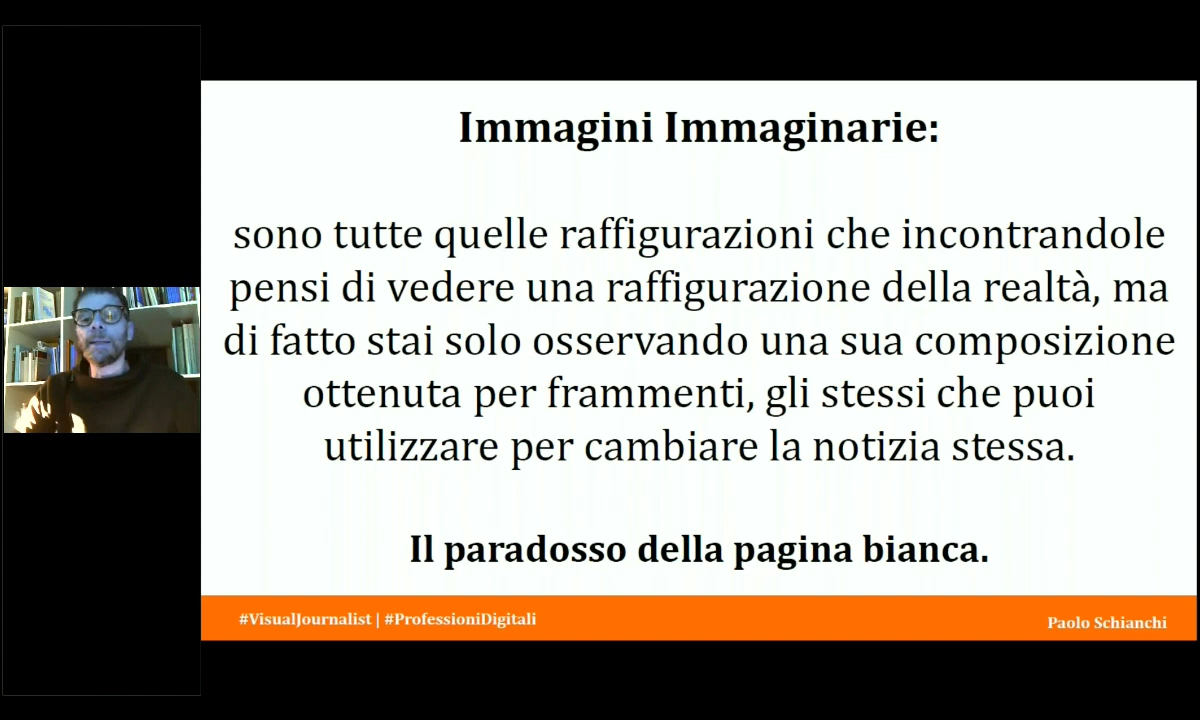 Immagini Immaginarie:
sono tutte quelle raffigurazioni che incontrandole
pensi di vedere una raffigurazione della realtà, ma
di fatto stai solo osservando una sua composizione
ottenuta per frammenti, gli stessi che puoi
utilizzare per cambiare la notizia stessa.
Il paradosso della pagina bianca.
#VisualJournalist | #ProfessioniDigitali
Paolo Schianchi